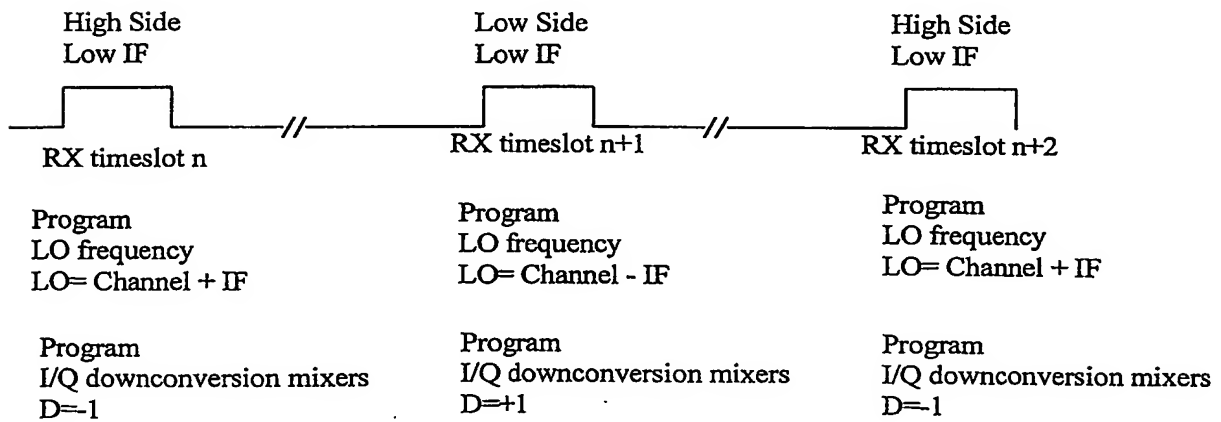 High Side
Low IF
Low Side
Low IF
High Side
Low IF
RX timeslot n
RX timeslot n+1
RX timeslot n+2
Program
LO frequency
LO= Channel + IF
Program
LO frequency
LO= Channel - IF
Program
LO frequency
LO= Channel + IF
Program
I/Q downconversion mixers
D=-1
Program
I/Q downconversion mixers
D=+1
Program
I/Q downconversion mixers
D=-1